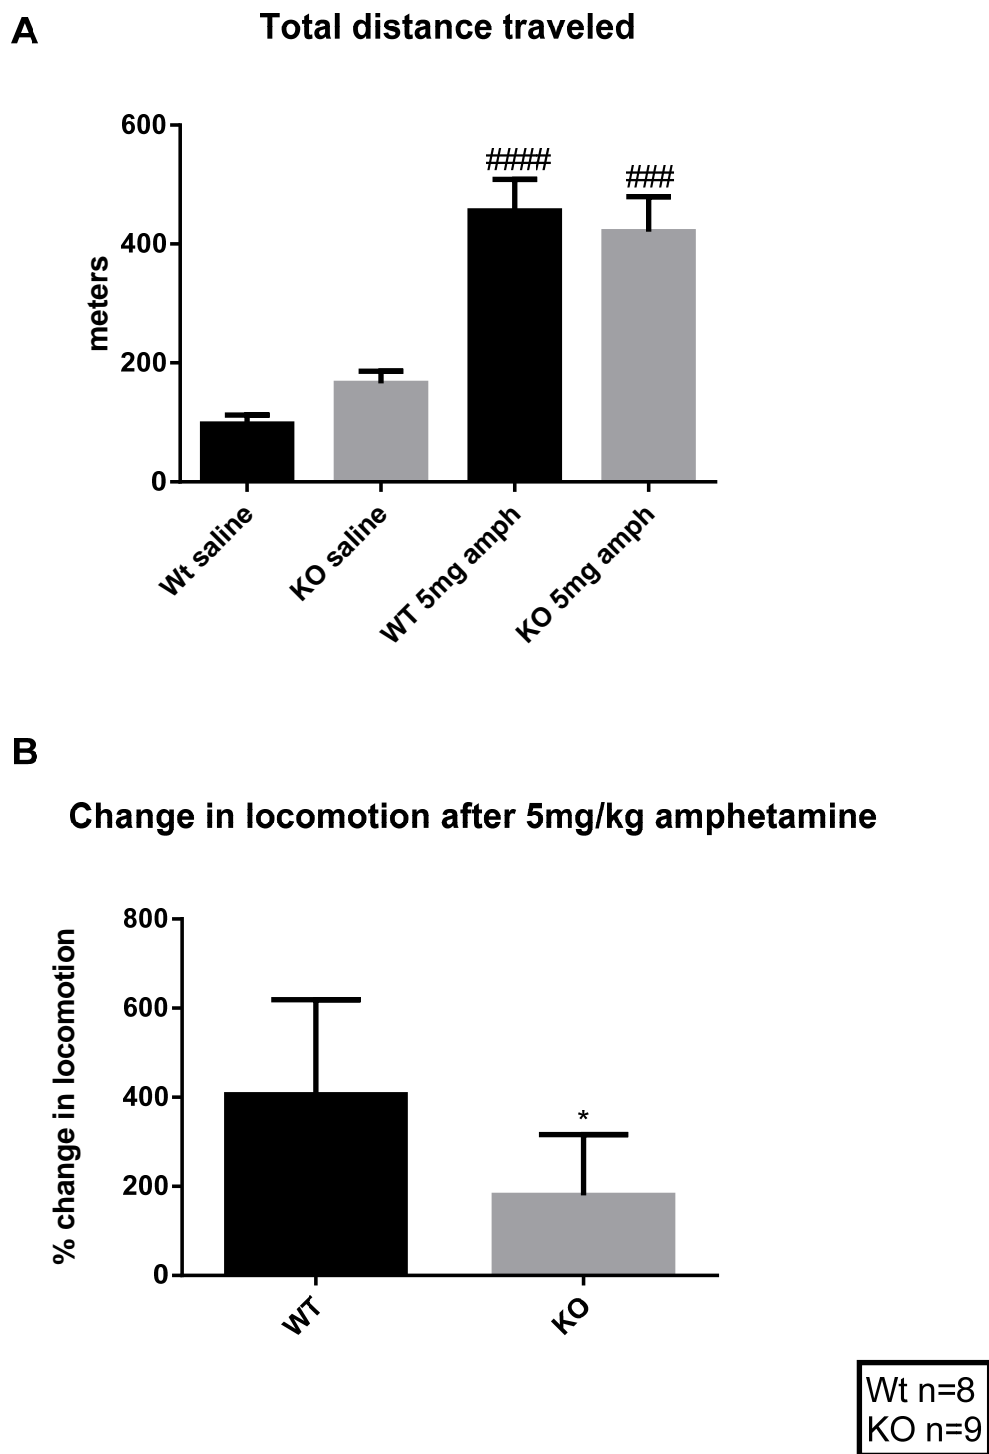 A
Total distance traveled
600
400
200
0
meters
####
###
Wt saline
KO saline
WT 5mg amph
KO 5mg amph
B
Change in locomotion after 5mg/kg amphetamine
800
600
400
200
0
% change in locomotion
*
WT
KO
Wt n=8
KO n=9